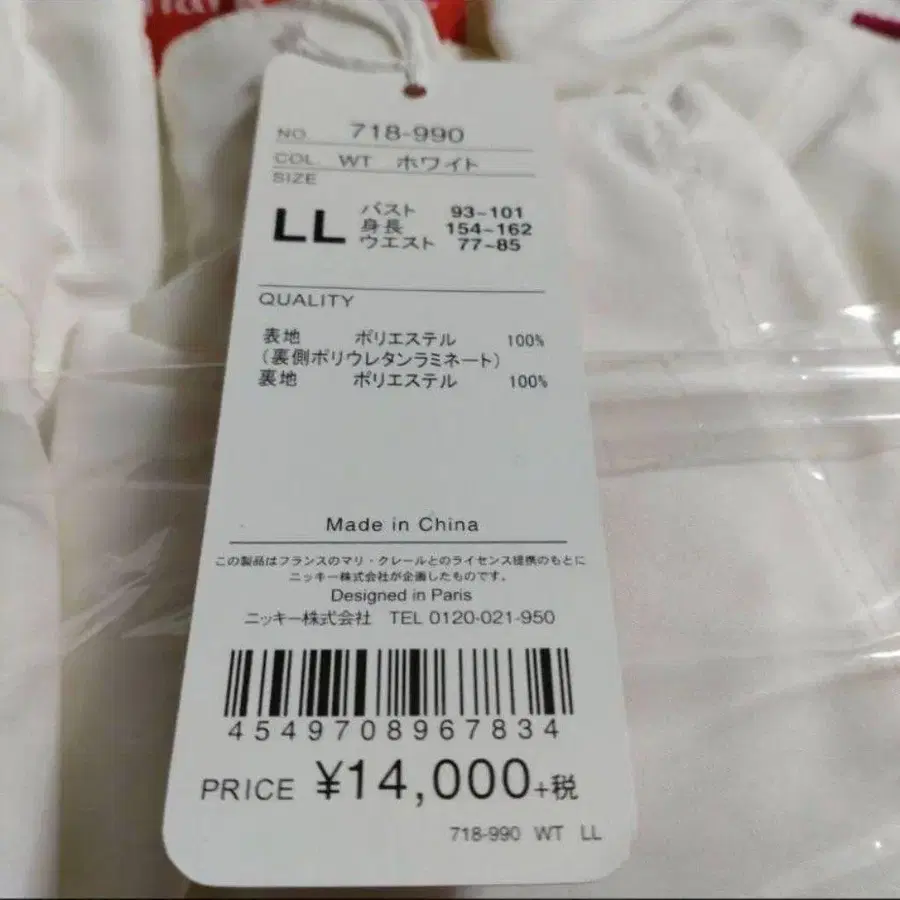 NO. 718-990
COL. WT ホワイト
SIZE
LL バスト 93~101
身長 154~162
ウエスト 77~85
QUALITY
表地 ポリエステル 100%
(裏側ポリウレタンラミネート)
裏地 ポリエステル 100%
Made in China
この製品はフランスのマリ・クレールとのライセンス提携のもとに
ニッキー株式会社が企画したものです。
Designed in Paris
ニッキー株式会社 TEL 0120-021-950
4549708967834
PRICE ¥14,000+税
718-990 WT LL